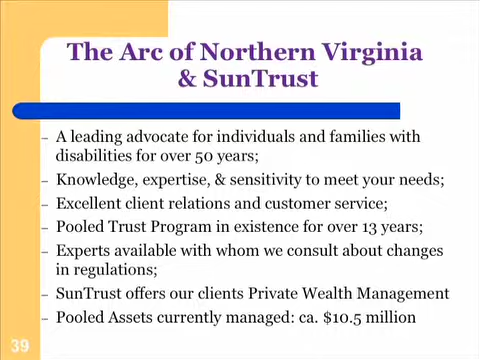 The Arc of Northern Virginia
& SunTrust
– A leading advocate for individuals and families with
disabilities for over 50 years;
– Knowledge, expertise, & sensitivity to meet your needs;
– Excellent client relations and customer service;
– Pooled Trust Program in existence for over 13 years;
– Experts available with whom we consult about changes
in regulations;
– SunTrust offers our clients Private Wealth Management
– Pooled Assets currently managed: ca. $10.5 million
39